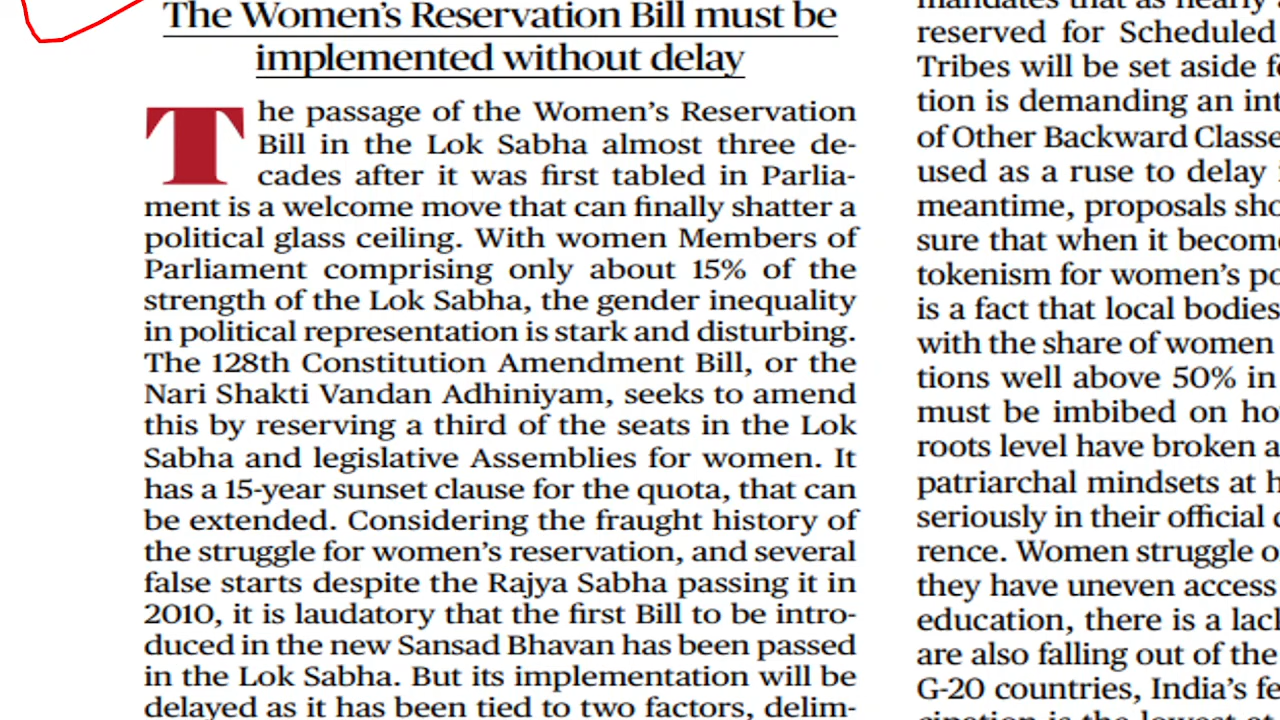 The Women's Reservation Bill must be
implemented without delay
The passage of the Women's Reservation
Bill in the Lok Sabha almost three de-
cades after it was first tabled in Parlia-
ment is a welcome move that can finally shatter a
political glass ceiling. With women Members of
Parliament comprising only about 15% of the
strength of the Lok Sabha, the gender inequality
in political representation is stark and disturbing.
The 128th Constitution Amendment Bill, or the
Nari Shakti Vandan Adhiniyam, seeks to amend
this by reserving a third of the seats in the Lok
Sabha and legislative Assemblies for women. It
has a 15-year sunset clause for the quota, that can
be extended. Considering the fraught history of
the struggle for women's reservation, and several
false starts despite the Rajya Sabha passing it in
2010, it is laudatory that the first Bill to be intro-
duced in the new Sansad Bhavan has been passed
in the Lok Sabha. But its implementation will be
delayed as it has been tied to two factors, delim-
mandates that as nearly
reserved for Scheduled
Tribes will be set aside
tion is demanding an
of Other Backward
used as a ruse to delay
meantime, proposals
sure that when it
tokenism for women's
is a fact that local bodies
with the share of women
tions well above 50% in
must be imbibed on
roots level have broken
patriarchal mindsets at
seriously in their official
rence. Women struggle
they have uneven access
education, there is a
are also falling out of the
G-20 countries, India's
is the lowest